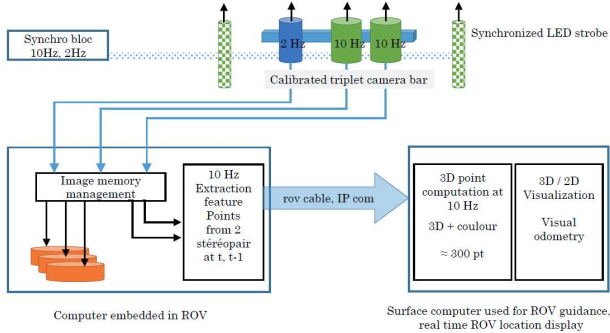 Synchro bloc
10Hz, 2Hz
2 Hz
10 Hz
10 Hz
Synchronized LED strobe
Calibrated triplet camera bar
Image memory
management
10 Hz
Extraction
feature
Points
from 2
stéréopair
at t, t-1
rov cable, IP com
3D point
computation at
10 Hz
3D + coulour
≈ 300 pt
3D / 2D
Visualization
Visual
odometry
Computer embedded in ROV
Surface computer used for ROV guidance,
real time ROV location display